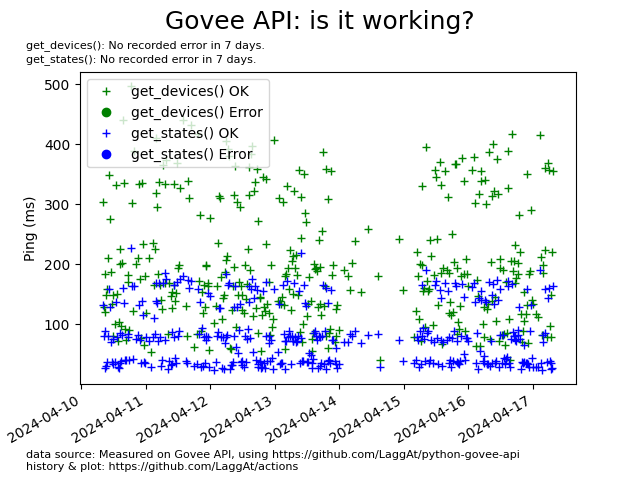 Govee API: is it working?
get_devices(): No recorded error in 7 days.
get_states(): No recorded error in 7 days.
get_devices() OK
get_devices() Error
get_states() OK
get_states() Error
Ping (ms)
500
400
300
200
100
2024-04-10
2024-04-11
2024-04-12
2024-04-13
2024-04-14
2024-04-15
2024-04-16
2024-04-17
data source: Measured on Govee API, using https://github.com/LaggAt/python-govee-api
history & plot: https://github.com/LaggAt/actions